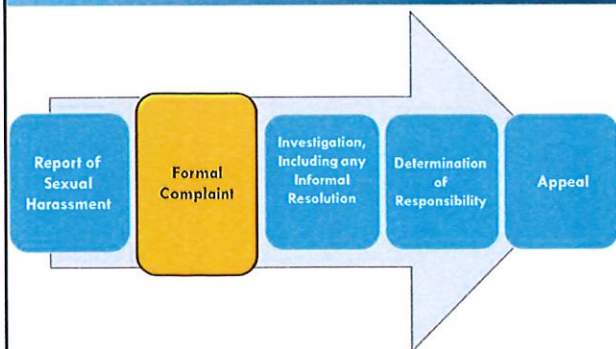 Report of
Sexual
Harassment
Formal
Complaint
Investigation,
Including any
Informal
Resolution
Determination
of
Responsibility
Appeal